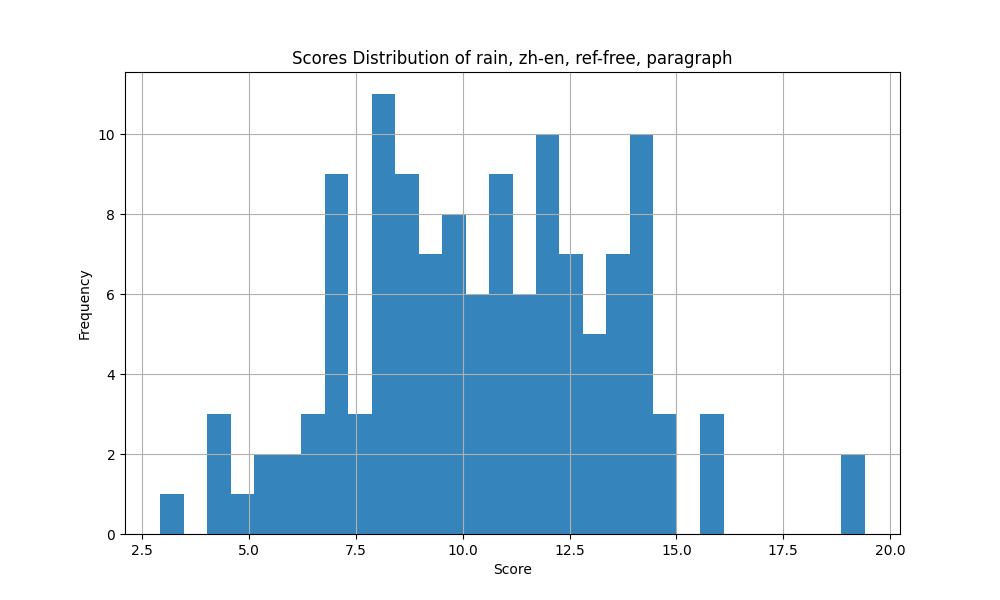 Scores Distribution of rain, zh-en, ref-free, paragraph
Frequency
10
8
6
4
2
0
2.5 5.0 7.5 10.0 12.5 15.0 17.5 20.0
Score